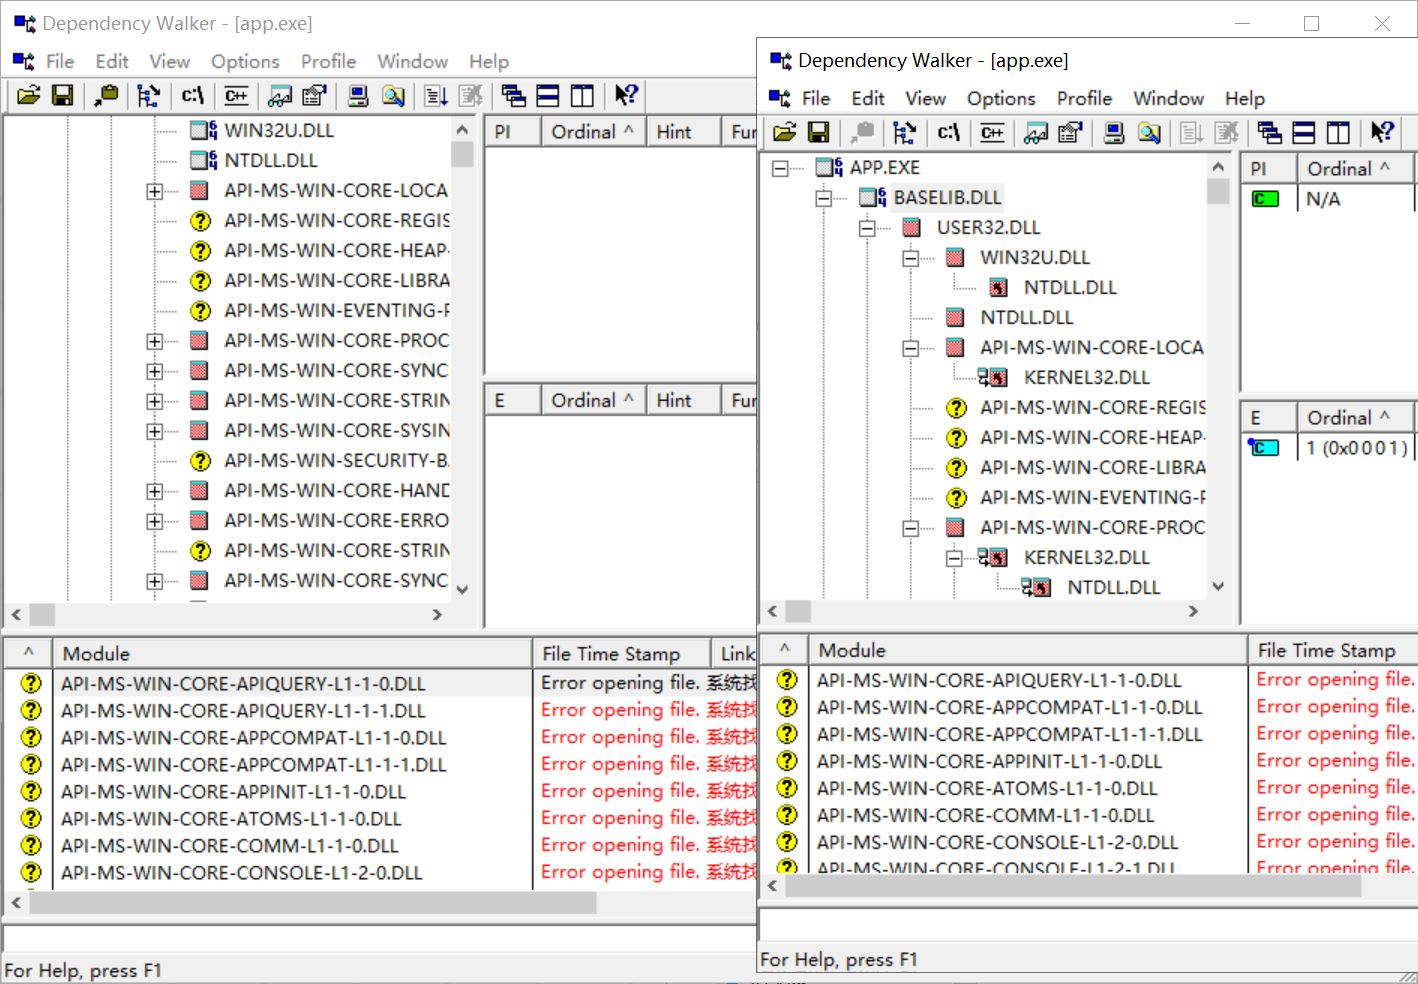 Dependency Walker - [app.exe]
File Edit View Options Profile Window Help
c:\ C++
WIN32U.DLL
NTDLL.DLL
API-MS-WIN-CORE-LOCA
API-MS-WIN-CORE-REGIS
API-MS-WIN-CORE-HEAP-
API-MS-WIN-CORE-LIBRA
API-MS-WIN-EVENTING-P
API-MS-WIN-CORE-PROC
API-MS-WIN-CORE-SYNC
API-MS-WIN-CORE-STRIN
API-MS-WIN-CORE-SYSIN
API-MS-WIN-SECURITY-B
API-MS-WIN-CORE-HAND
API-MS-WIN-CORE-ERRO
API-MS-WIN-CORE-STRIN
API-MS-WIN-CORE-SYNC
PI Ordinal ^ Hint Fur
E Ordinal ^ Hint Fur
^ Module File Time Stamp Link
API-MS-WIN-CORE-APIQUERY-L1-1-0.DLL Error opening file. 系统找
API-MS-WIN-CORE-APIQUERY-L1-1-1.DLL Error opening file. 系统找
API-MS-WIN-CORE-APPCOMPAT-L1-1-0.DLL Error opening file. 系统找
API-MS-WIN-CORE-APPCOMPAT-L1-1-1.DLL Error opening file. 系统找
API-MS-WIN-CORE-APPINIT-L1-1-0.DLL Error opening file. 系统找
API-MS-WIN-CORE-ATOMS-L1-1-0.DLL Error opening file. 系统找
API-MS-WIN-CORE-COMM-L1-1-0.DLL Error opening file. 系统找
API-MS-WIN-CORE-CONSOLE-L1-2-0.DLL Error opening file. 系统找
For Help, press F1
Dependency Walker - [app.exe]
File Edit View Options Profile Window Help
c:\ C++
APP.EXE
BASELIB.DLL
USER32.DLL
WIN32U.DLL
NTDLL.DLL
NTDLL.DLL
API-MS-WIN-CORE-LOCA
KERNEL32.DLL
API-MS-WIN-CORE-REGIS
API-MS-WIN-CORE-HEAP-
API-MS-WIN-CORE-LIBRA
API-MS-WIN-EVENTING-P
API-MS-WIN-CORE-PROC
KERNEL32.DLL
NTDLL.DLL
PI Ordinal ^
C N/A
E Ordinal ^
C 1 (0x0001)
^ Module File Time Stamp
API-MS-WIN-CORE-APIQUERY-L1-1-0.DLL Error opening file.
API-MS-WIN-CORE-APPCOMPAT-L1-1-0.DLL Error opening file.
API-MS-WIN-CORE-APPCOMPAT-L1-1-1.DLL Error opening file.
API-MS-WIN-CORE-APPINIT-L1-1-0.DLL Error opening file.
API-MS-WIN-CORE-ATOMS-L1-1-0.DLL Error opening file.
API-MS-WIN-CORE-COMM-L1-1-0.DLL Error opening file.
API-MS-WIN-CORE-CONSOLE-L1-2-0.DLL Error opening file.
API-MS-WIN-CORE-CONSOLE-L1-2-1.DLL Error opening file.
For Help, press F1